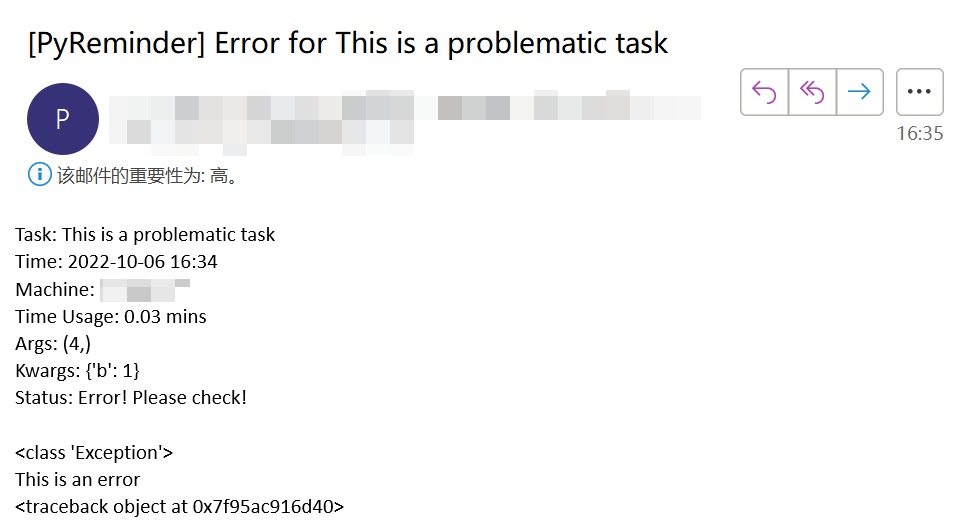 [PyReminder] Error for This is a problematic task
P
16:35
该邮件的重要性为: 高。
Task: This is a problematic task
Time: 2022-10-06 16:34
Machine:
Time Usage: 0.03 mins
Args: (4,)
Kwargs: {'b': 1}
Status: Error! Please check!
<class 'Exception'>
This is an error
<traceback object at 0x7f95ac916d40>